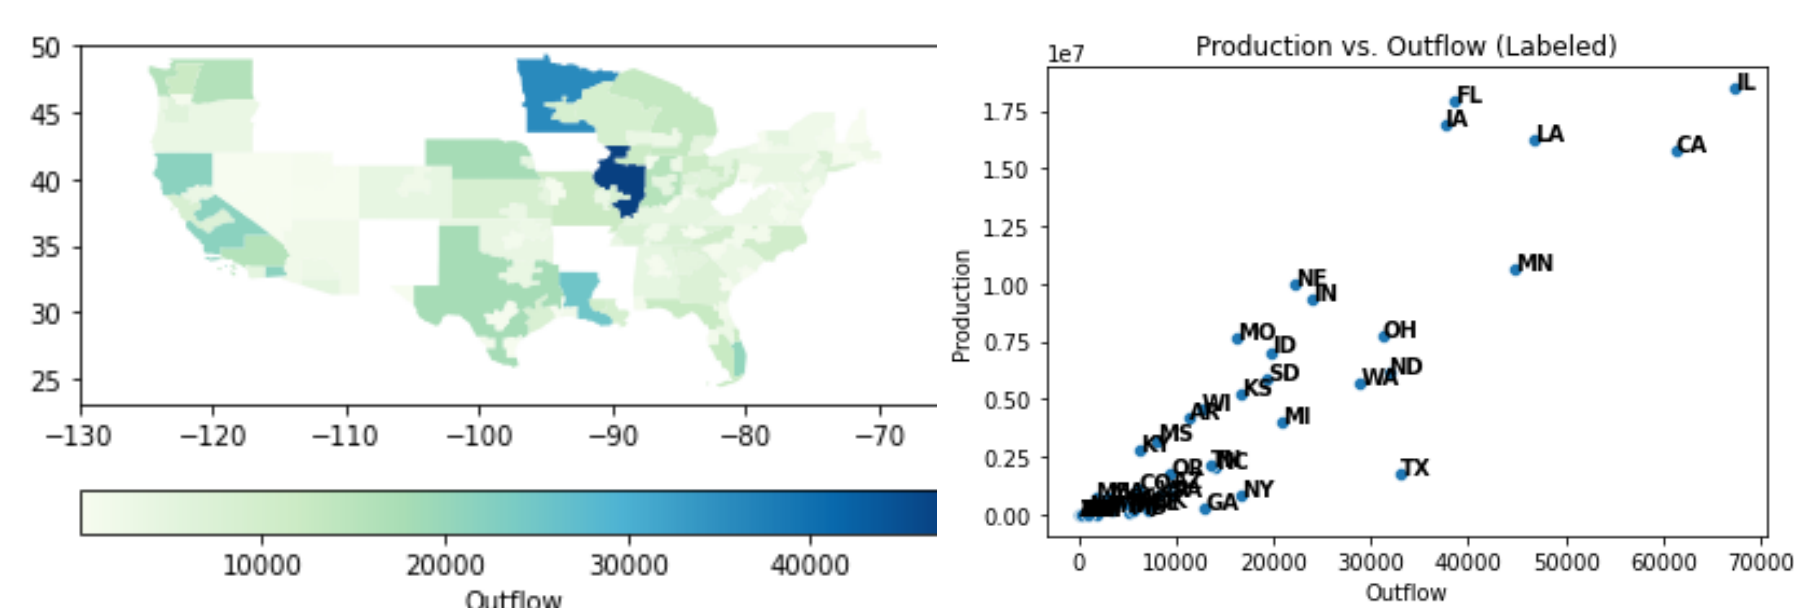 50
45
40
35
30
25
−130 −120 −110 −100 −90 −80 −70
10000 20000 30000 40000
Outflow
Production vs. Outflow (Labeled)
1e7
1.75
1.50
1.25
1.00
0.75
0.50
0.25
0.00
Production
IL
FL
IA
LA
CA
MN
NE
IN
MO
OH
ID
ND
SD
WA
KS
WI
AR
MI
MS
KY
TN
NC
OR
TX
CO
NY
GA
0 10000 20000 30000 40000 50000 60000 70000
Outflow